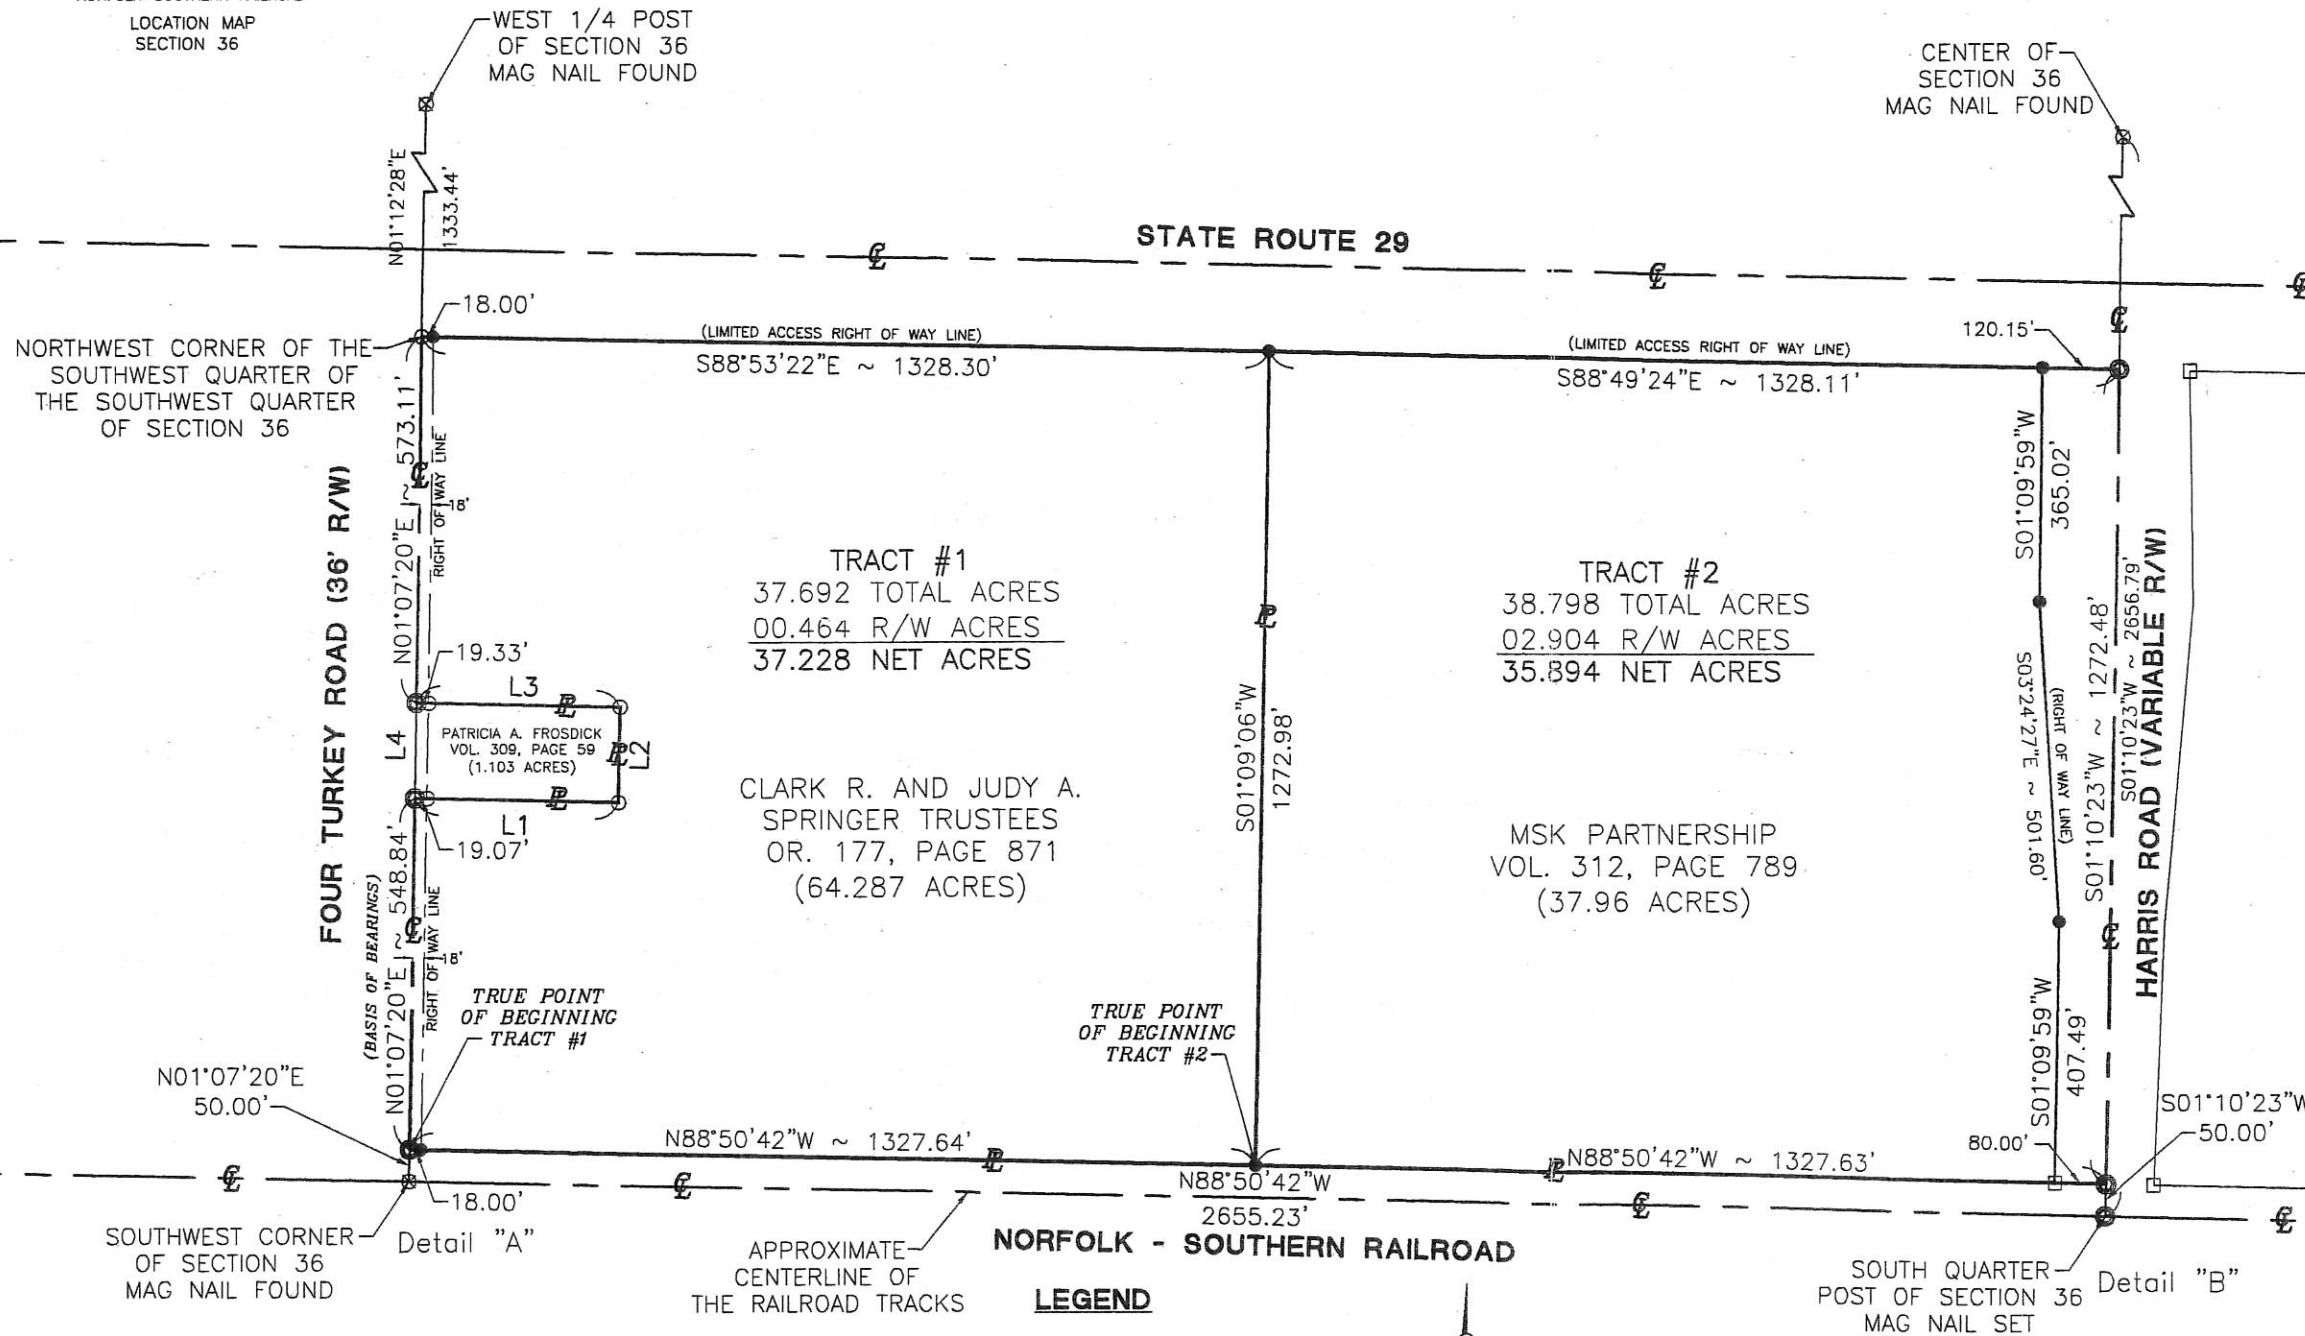 LOCATION MAP
SECTION 36
WEST 1/4 POST
OF SECTION 36
MAG NAIL FOUND
CENTER OF
SECTION 36
MAG NAIL FOUND
N01°12'28"E
1333.44'
STATE ROUTE 29
18.00'
NORTHWEST CORNER OF THE
SOUTHWEST QUARTER OF
THE SOUTHWEST QUARTER
OF SECTION 36
(LIMITED ACCESS RIGHT OF WAY LINE)
S88°53'22"E ~ 1328.30'
(LIMITED ACCESS RIGHT OF WAY LINE)
S88°49'24"E ~ 1328.11'
120.15'
FOUR TURKEY ROAD (36' R/W)
N01°07'20"E ~ 573.11'
RIGHT OF WAY LINE
18'
TRACT #1
37.692 TOTAL ACRES
00.464 R/W ACRES
37.228 NET ACRES
TRACT #2
38.798 TOTAL ACRES
02.904 R/W ACRES
35.894 NET ACRES
S01°09'59"W
365.02'
19.33'
L3
L4
PATRICIA A. FROSDICK
VOL. 309, PAGE 59
(1.103 ACRES)
L2
L1
19.07'
CLARK R. AND JUDY A.
SPRINGER TRUSTEES
OR. 177, PAGE 871
(64.287 ACRES)
S01°09'06"W
1272.98'
MSK PARTNERSHIP
VOL. 312, PAGE 789
(37.96 ACRES)
S03°24'27"E ~ 501.60'
(RIGHT OF WAY LINE)
S01°10'23"W ~ 1272.48'
S01°10'23"W ~ 2656.79'
HARRIS ROAD (VARIABLE R/W)
(BASIS OF BEARINGS)
N01°07'20"E ~ 548.84'
RIGHT OF WAY LINE
18'
TRUE POINT
OF BEGINNING
TRACT #1
TRUE POINT
OF BEGINNING
TRACT #2
S01°09'59"W
407.49'
N01°07'20"E
50.00'
S01°10'23"W
50.00'
80.00'
N88°50'42"W ~ 1327.64'
N88°50'42"W ~ 1327.63'
N88°50'42"W
2655.23'
18.00'
SOUTHWEST CORNER
OF SECTION 36
MAG NAIL FOUND
Detail "A"
APPROXIMATE
CENTERLINE OF
THE RAILROAD TRACKS
NORFOLK - SOUTHERN RAILROAD
LEGEND
SOUTH QUARTER
POST OF SECTION 36
MAG NAIL SET
Detail "B"